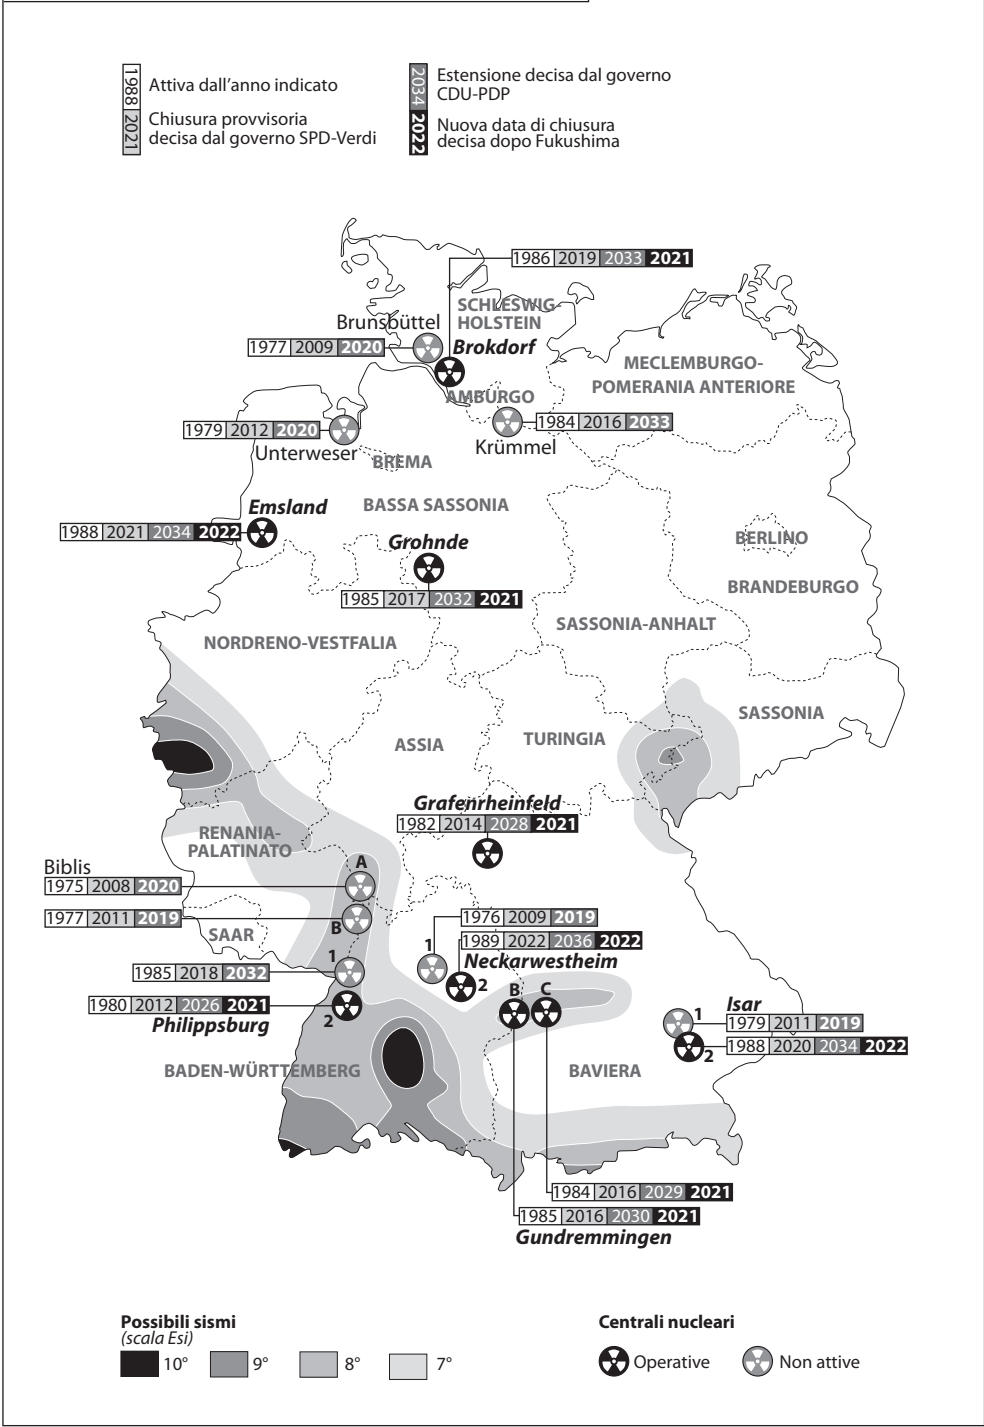 1988
2021
Attiva dall'anno indicato
Chiusura provvisoria
decisa dal governo SPD-Verdi
2034
2022
Estensione decisa dal governo
CDU-PDP
Nuova data di chiusura
decisa dopo Fukushima
1986 2019 2033 2021
SCHLESWIG-
HOLSTEIN
Brunsbüttel
1977 2009 2020
Brokdorf
MECLEMBURGO-
POMERANIA ANTERIORE
AMBURGO
1984 2016 2033
Krümmel
1979 2012 2020
Unterweser
BREMA
BASSA SASSONIA
Emsland
1988 2021 2034 2022
Grohnde
1985 2017 2032 2021
BERLINO
BRANDEBURGO
SASSONIA-ANHALT
NORDRENO-VESTFALIA
SASSONIA
ASSIA
TURINGIA
Grafenrheinfeld
1982 2014 2028 2021
RENANIA-
PALATINATO
Biblis
A
1975 2008 2020
1977 2011 2019
B
SAAR
1976 2009 2019
1
1989 2022 2036 2022
Neckarwestheim
2
1
1985 2018 2032
1980 2012 2026 2021
2
Philippsburg
B C
Isar
1
1979 2011 2019
2
1988 2020 2034 2022
BADEN-WÜRTTEMBERG
BAVIERA
1984 2016 2029 2021
1985 2016 2030 2021
Gundremmingen
Possibili sismi
(scala Esi)
10° 9° 8° 7°
Centrali nucleari
Operative Non attive